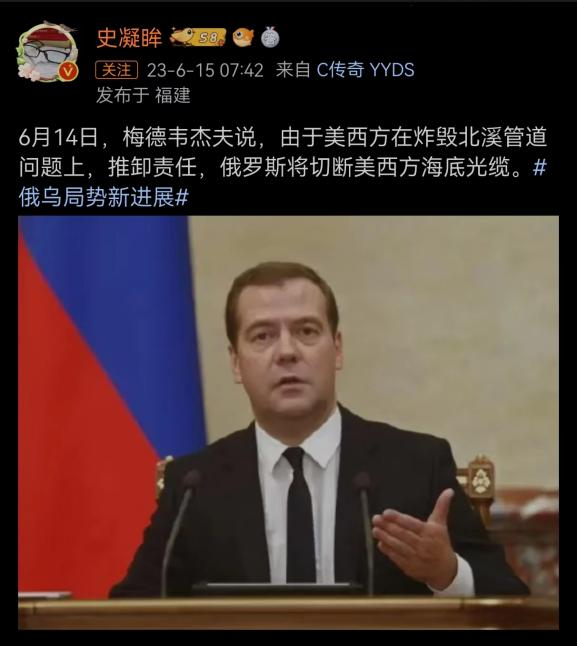 史凝眸 58
关注 23-6-15 07:42 来自 C传奇 YYDS
发布于 福建
6月14日，梅德韦杰夫说，由于美西方在炸毁北溪管道
问题上，推卸责任，俄罗斯将切断美西方海底光缆。#
俄乌局势新进展#